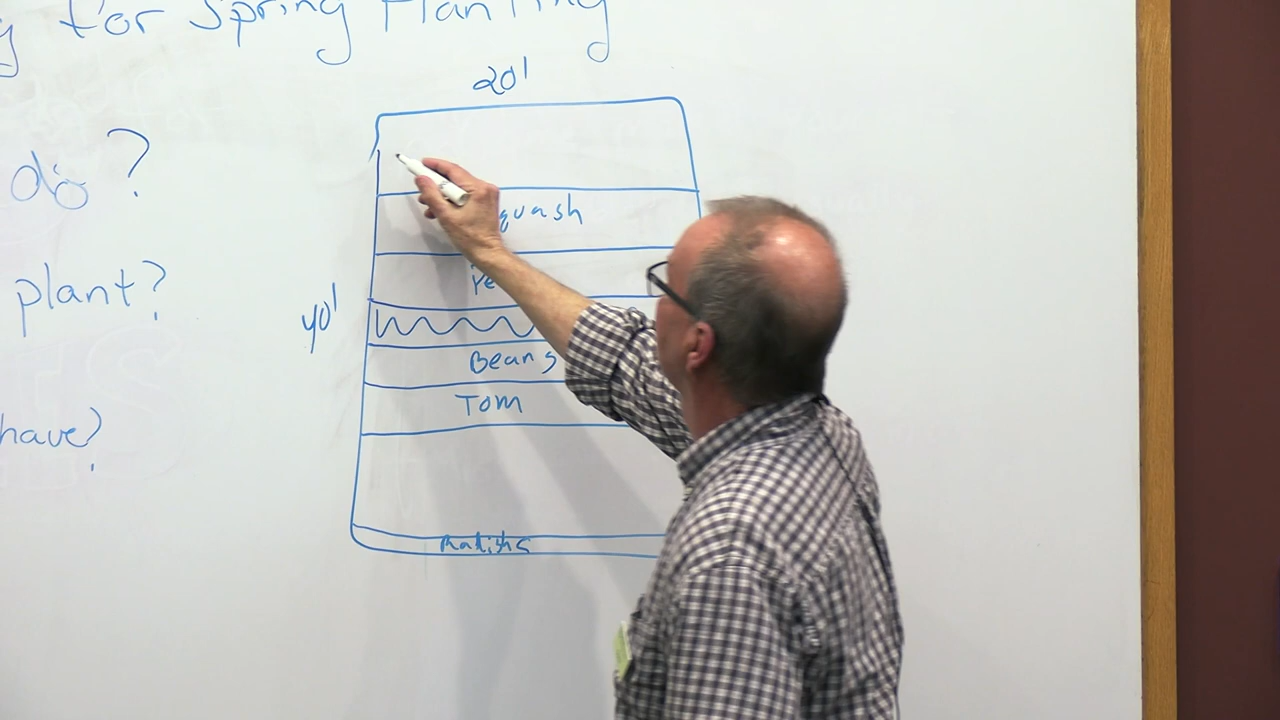 for Spring Planting
20'
do?
quash
plant?
40'
Beans
Tom
have?